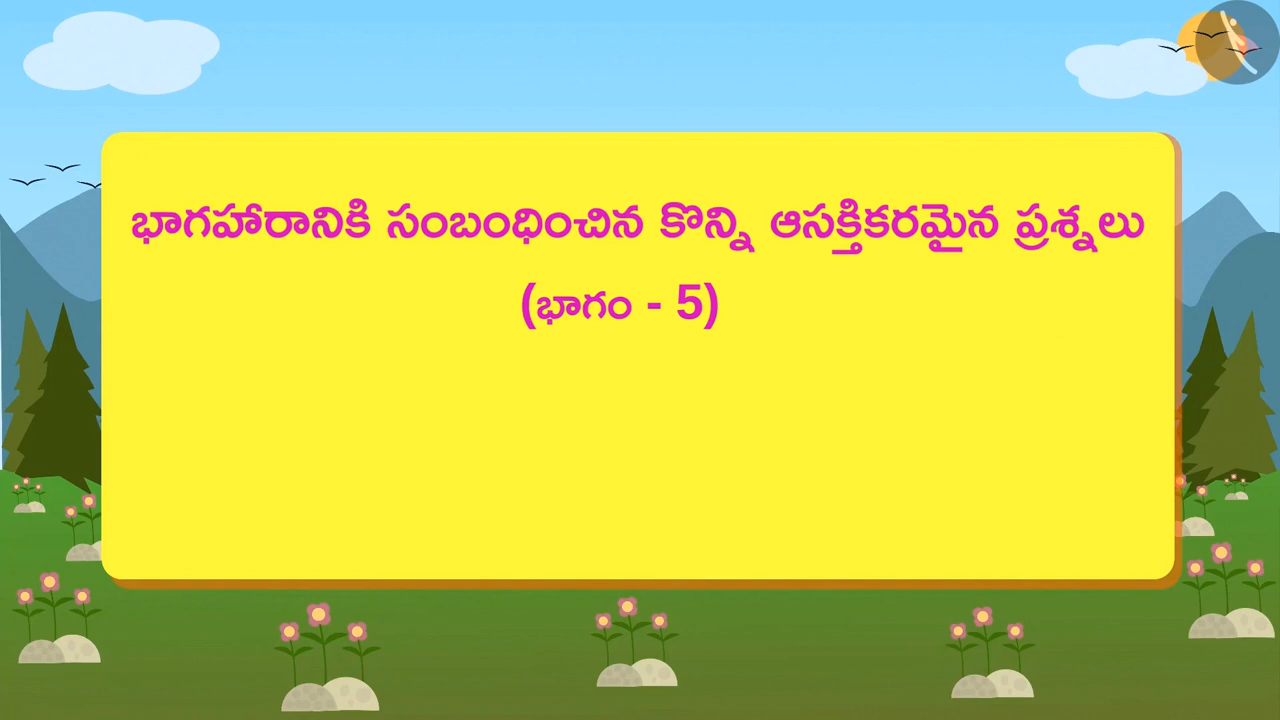 భాగహారానికి సంబంధించిన కొన్ని ఆసక్తికరమైన ప్రశ్నలు
(భాగం - 5)